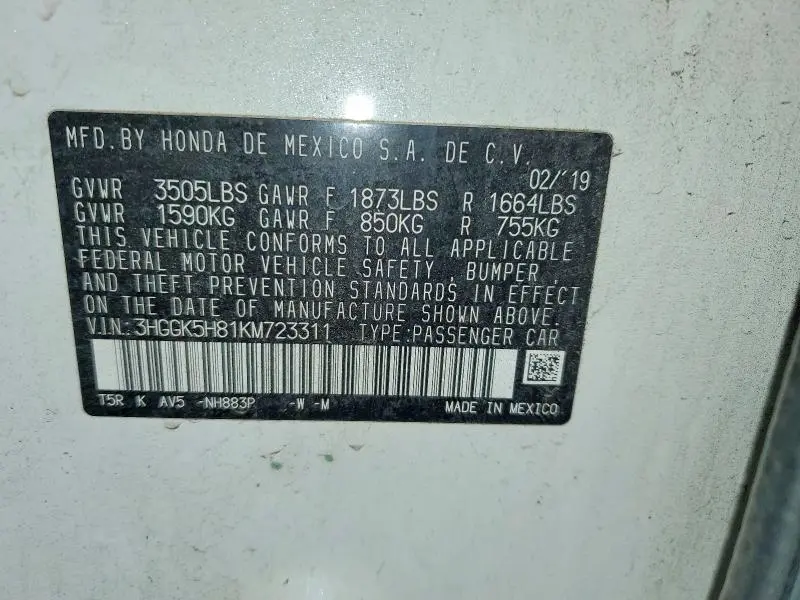 MFD. BY HONDA DE MEXICO S.A. DE C.V.
02/'19
GVWR 3505LBS GAWR F 1873LBS R 1664LBS
GVWR 1590KG GAWR F 850KG R 755KG
THIS VEHICLE CONFORMS TO ALL APPLICABLE
FEDERAL MOTOR VEHICLE SAFETY, BUMPER,
AND THEFT PREVENTION STANDARDS IN EFFECT
ON THE DATE OF MANUFACTURE SHOWN ABOVE.
V.I.N.: 3HGGK5H81KM723311 TYPE: PASSENGER CAR
T5R K AV5 -NH883P -W -M MADE IN MEXICO